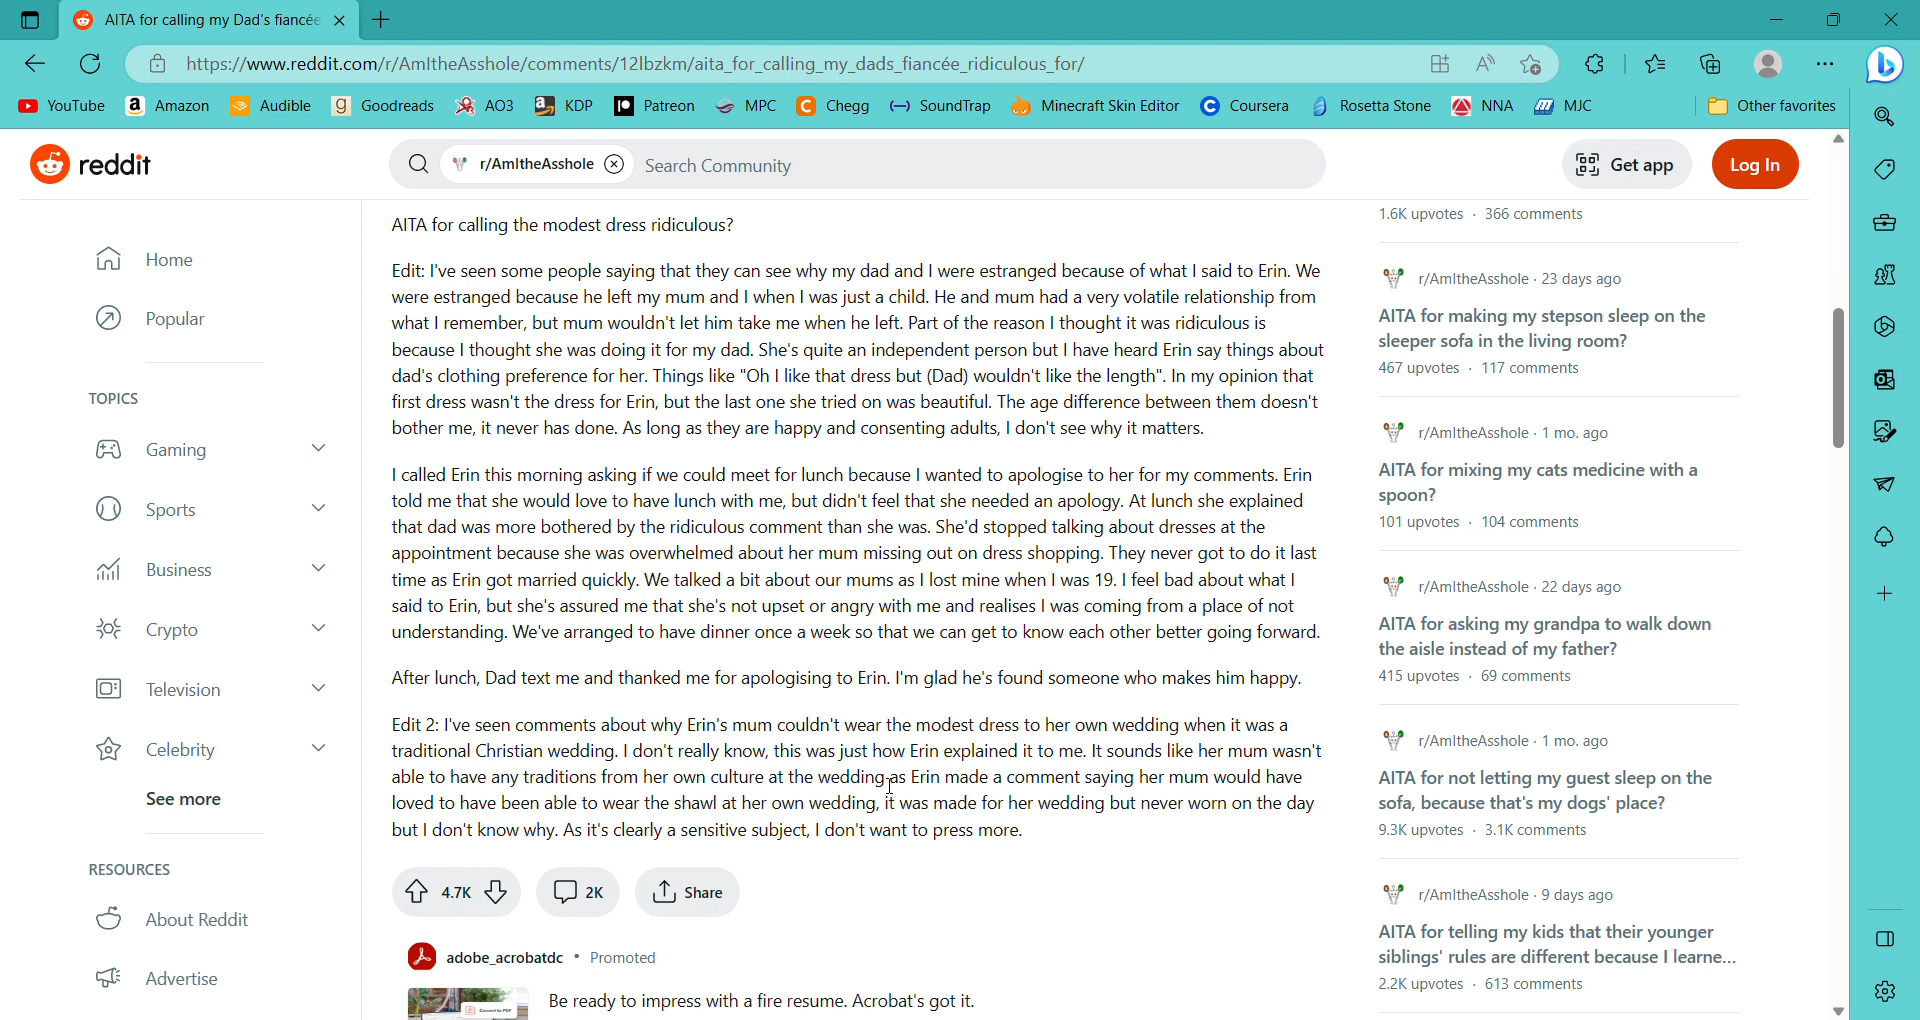 AITA for calling my Dad's fiancée
https://www.reddit.com/r/AmItheAsshole/comments/12lbzkm/aita_for_calling_my_dads_fiancée_ridiculous_for/
YouTube Amazon Audible Goodreads AO3 KDP Patreon MPC Chegg SoundTrap Minecraft Skin Editor Coursera Rosetta Stone NNA MJC Other favorites
reddit r/AmItheAsshole Search Community Get app Log In
Home
Popular
TOPICS
Gaming
Sports
Business
Crypto
Television
Celebrity
See more
RESOURCES
About Reddit
Advertise
AITA for calling the modest dress ridiculous?
Edit: I've seen some people saying that they can see why my dad and I were estranged because of what I said to Erin. We
were estranged because he left my mum and I when I was just a child. He and mum had a very volatile relationship from
what I remember, but mum wouldn't let him take me when he left. Part of the reason I thought it was ridiculous is
because I thought she was doing it for my dad. She's quite an independent person but I have heard Erin say things about
dad's clothing preference for her. Things like "Oh I like that dress but (Dad) wouldn't like the length". In my opinion that
first dress wasn't the dress for Erin, but the last one she tried on was beautiful. The age difference between them doesn't
bother me, it never has done. As long as they are happy and consenting adults, I don't see why it matters.
I called Erin this morning asking if we could meet for lunch because I wanted to apologise to her for my comments. Erin
told me that she would love to have lunch with me, but didn't feel that she needed an apology. At lunch she explained
that dad was more bothered by the ridiculous comment than she was. She'd stopped talking about dresses at the
appointment because she was overwhelmed about her mum missing out on dress shopping. They never got to do it last
time as Erin got married quickly. We talked a bit about our mums as I lost mine when I was 19. I feel bad about what I
said to Erin, but she's assured me that she's not upset or angry with me and realises I was coming from a place of not
understanding. We've arranged to have dinner once a week so that we can get to know each other better going forward.
After lunch, Dad text me and thanked me for apologising to Erin. I'm glad he's found someone who makes him happy.
Edit 2: I've seen comments about why Erin's mum couldn't wear the modest dress to her own wedding when it was a
traditional Christian wedding. I don't really know, this was just how Erin explained it to me. It sounds like her mum wasn't
able to have any traditions from her own culture at the wedding as Erin made a comment saying her mum would have
loved to have been able to wear the shawl at her own wedding, it was made for her wedding but never worn on the day
but I don't know why. As it's clearly a sensitive subject, I don't want to press more.
4.7K 2K Share
adobe_acrobatdc • Promoted
Be ready to impress with a fire resume. Acrobat's got it.
Convert to PDF
1.6K upvotes · 366 comments
r/AmItheAsshole · 23 days ago
AITA for making my stepson sleep on the
sleeper sofa in the living room?
467 upvotes · 117 comments
r/AmItheAsshole · 1 mo. ago
AITA for mixing my cats medicine with a
spoon?
101 upvotes · 104 comments
r/AmItheAsshole · 22 days ago
AITA for asking my grandpa to walk down
the aisle instead of my father?
415 upvotes · 69 comments
r/AmItheAsshole · 1 mo. ago
AITA for not letting my guest sleep on the
sofa, because that's my dogs' place?
9.3K upvotes · 3.1K comments
r/AmItheAsshole · 9 days ago
AITA for telling my kids that their younger
siblings' rules are different because I learne...
2.2K upvotes · 613 comments